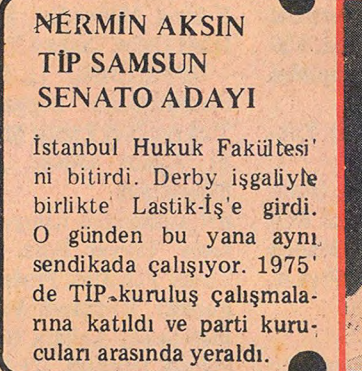 NERMİN AKSIN
TİP SAMSUN
SENATO ADAYI
İstanbul Hukuk Fakültesi'
ni bitirdi. Derby işgaliyle
birlikte Lastik-İş'e girdi.
O günden bu yana aynı
sendikada çalışıyor. 1975'
de TİP kuruluş çalışmala-
rına katıldı ve parti kuru-
cuları arasında yeraldı.